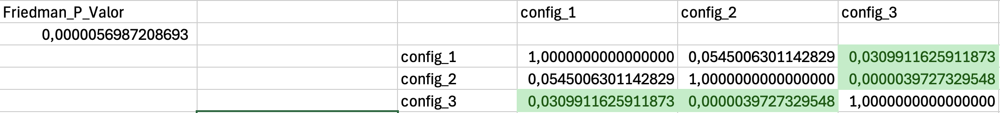 Friedman_P_Valor config_1 config_2 config_3
0,0000056987208693
config_1 1,0000000000000000 0,0545006301142829 0,0309911625911873
config_2 0,0545006301142829 1,0000000000000000 0,0000039727329548
config_3 0,0309911625911873 0,0000039727329548 1,0000000000000000